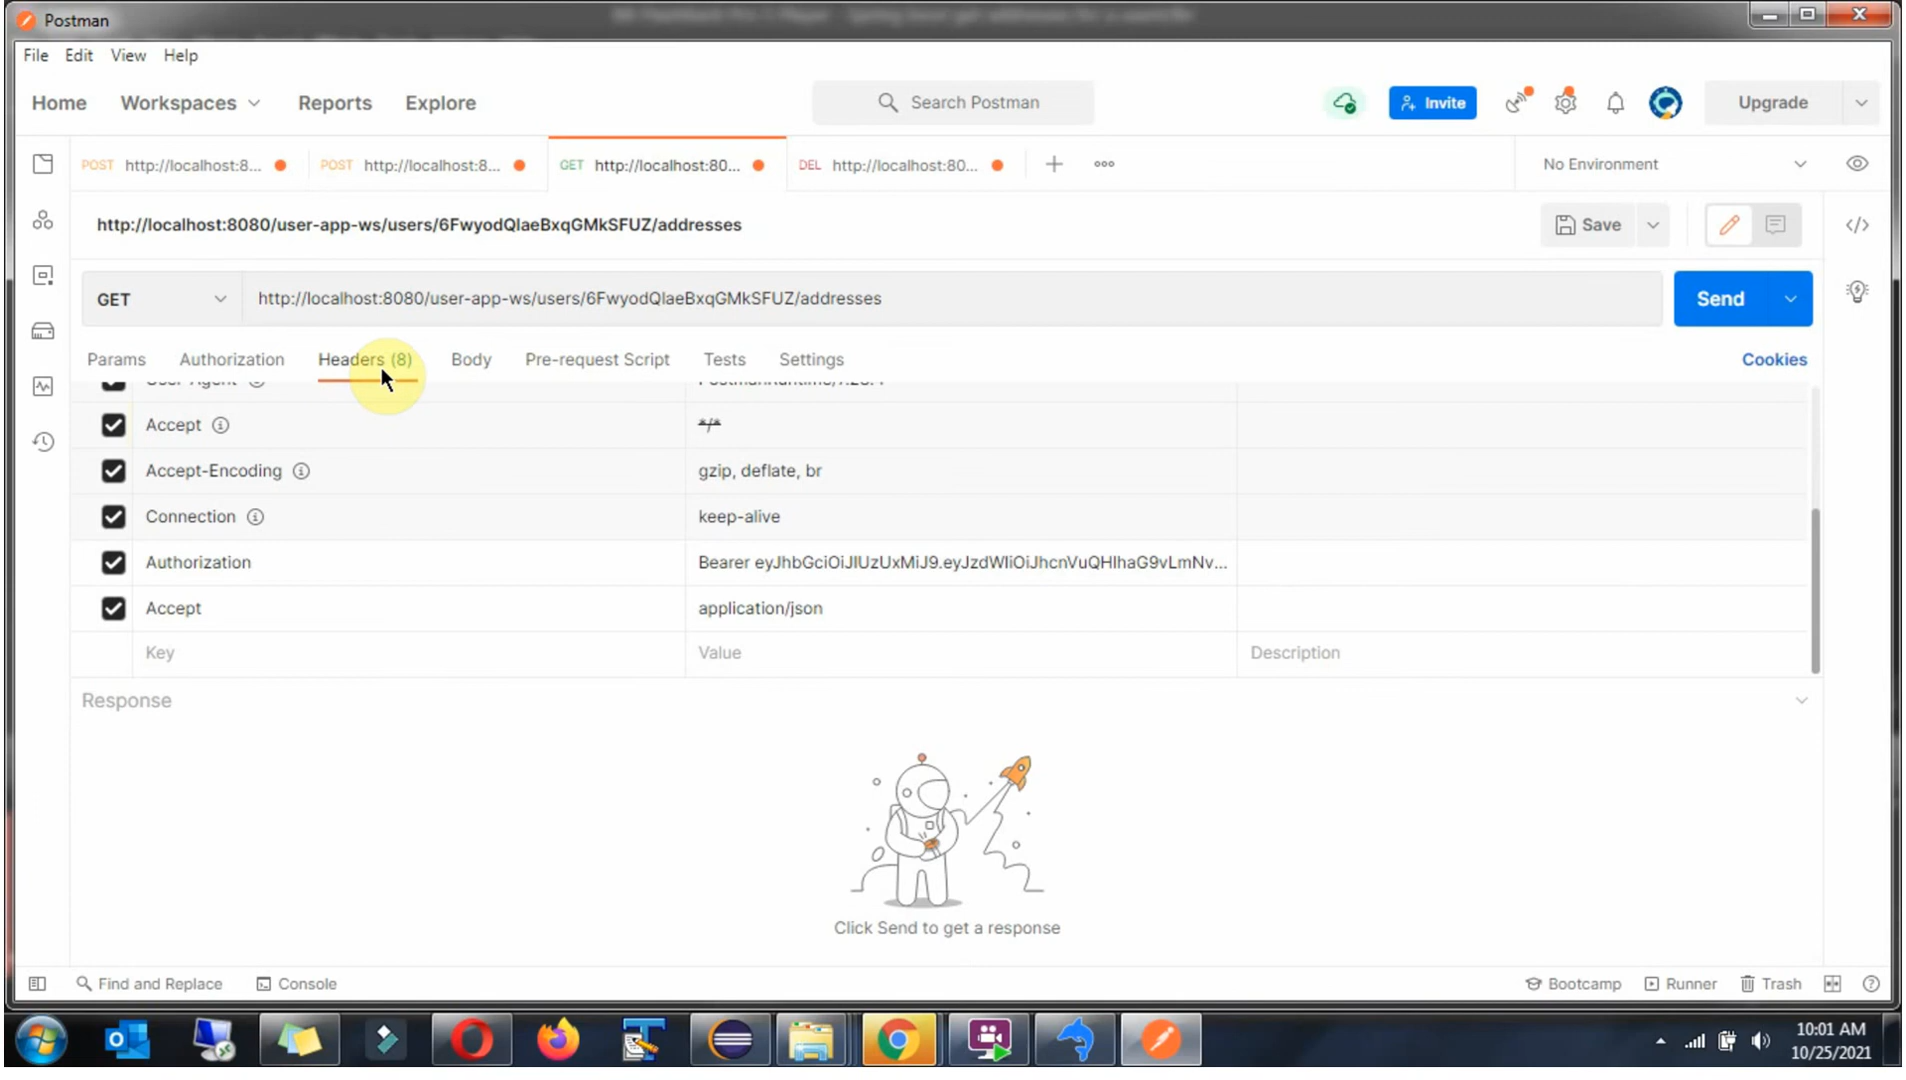 Postman
File Edit View Help
Home Workspaces Reports Explore Search Postman Invite Upgrade
POST http://localhost:8... POST http://localhost:8... GET http://localhost:80... DEL http://localhost:80... No Environment
http://localhost:8080/user-app-ws/users/6FwyodQlaeBxqGMkSFUZ/addresses Save
GET http://localhost:8080/user-app-ws/users/6FwyodQlaeBxqGMkSFUZ/addresses Send
Params Authorization Headers (8) Body Pre-request Script Tests Settings Cookies
User-Agent
Accept */*
Accept-Encoding gzip, deflate, br
Connection keep-alive
Authorization Bearer eyJhbGciOiJIUzUxMiJ9.eyJzdWIiOiJhcnVuQHlhaG9vLmNv...
Accept application/json
Key Value Description
Response
Click Send to get a response
Find and Replace Console Bootcamp Runner Trash
10:01 AM
10/25/2021